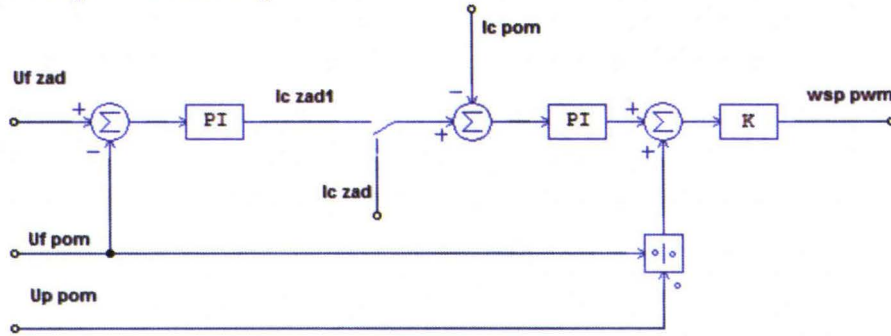 Ic pom
Uf zad
Ic zad1
wsp pwm
+
−
+
+
Σ
PI
Σ
PI
Σ
K
−
+
+
Ic zad
Uf pom
Up pom